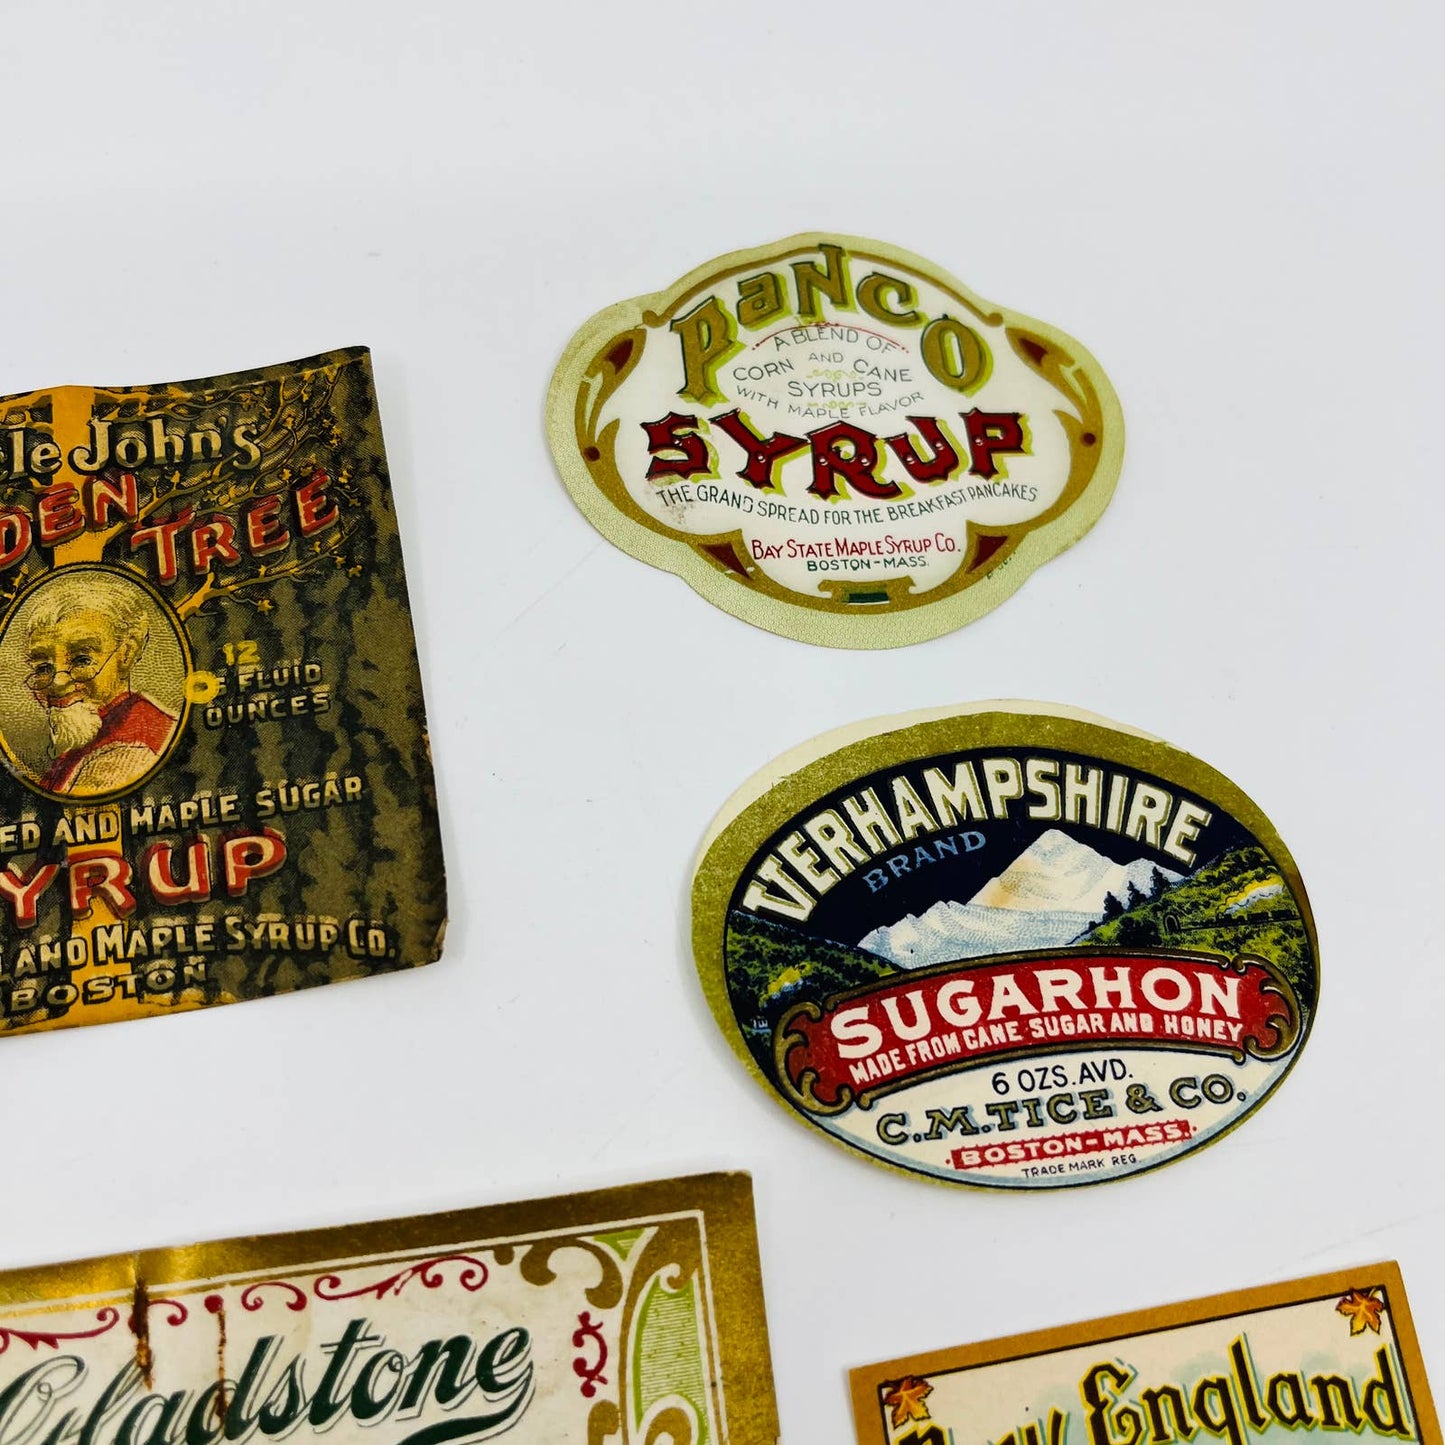 PANCO
A BLEND OF
CORN AND CANE
SYRUPS
WITH MAPLE FLAVOR
SYRUP
THE GRAND SPREAD FOR THE BREAKFAST PANCAKES
BAY STATE MAPLE SYRUP CO.
BOSTON-MASS.
le John's
DEN
TREE
12
FLUID
OUNCES
ED AND MAPLE SUGAR
YRUP
LAND MAPLE SYRUP CO.
BOSTON
VERHAMPSHIRE
BRAND
SUGARHON
MADE FROM CANE SUGAR AND HONEY
6 OZS. AVD.
C.M. TICE & CO.
BOSTON-MASS.
TRADE MARK REG.
Gladstone
New England